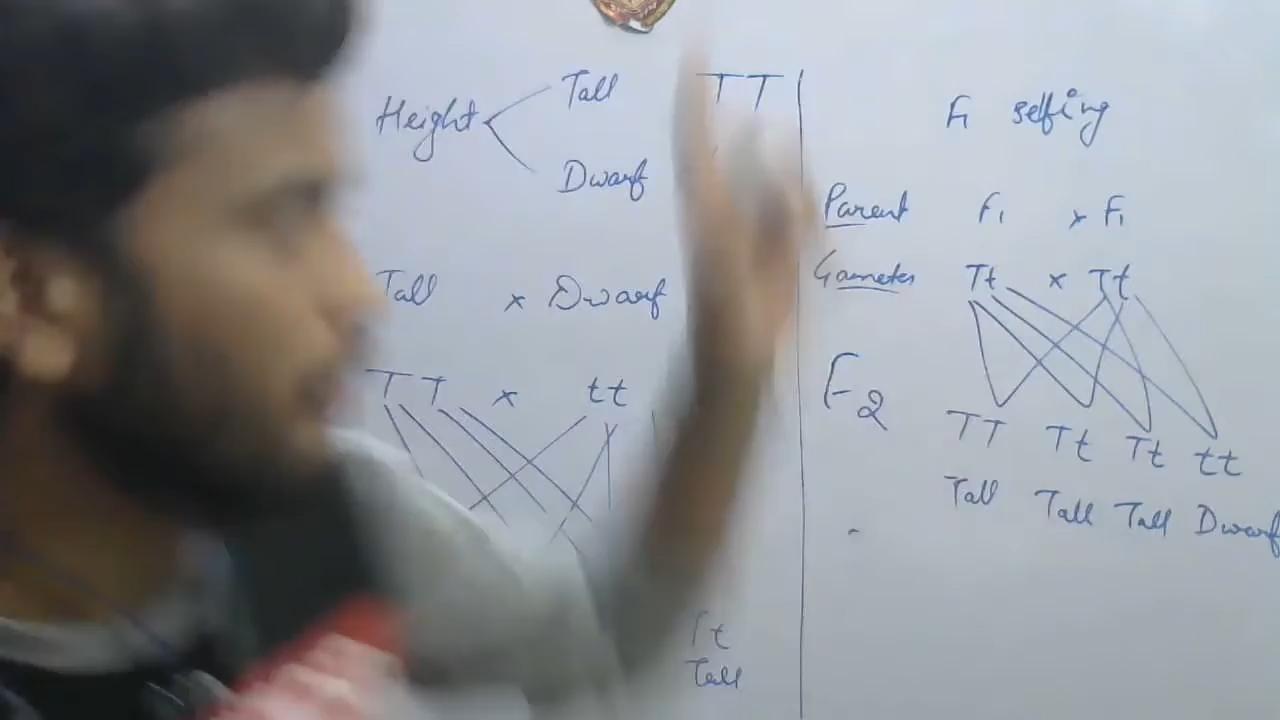 Height Tall TT
Dwarf
Tall x Dwarf
TT x tt
Tt
Tall
F1 selfing
Parent F1 x F1
Gametes Tt x Tt
F2
TT Tt Tt tt
Tall Tall Tall Dwarf